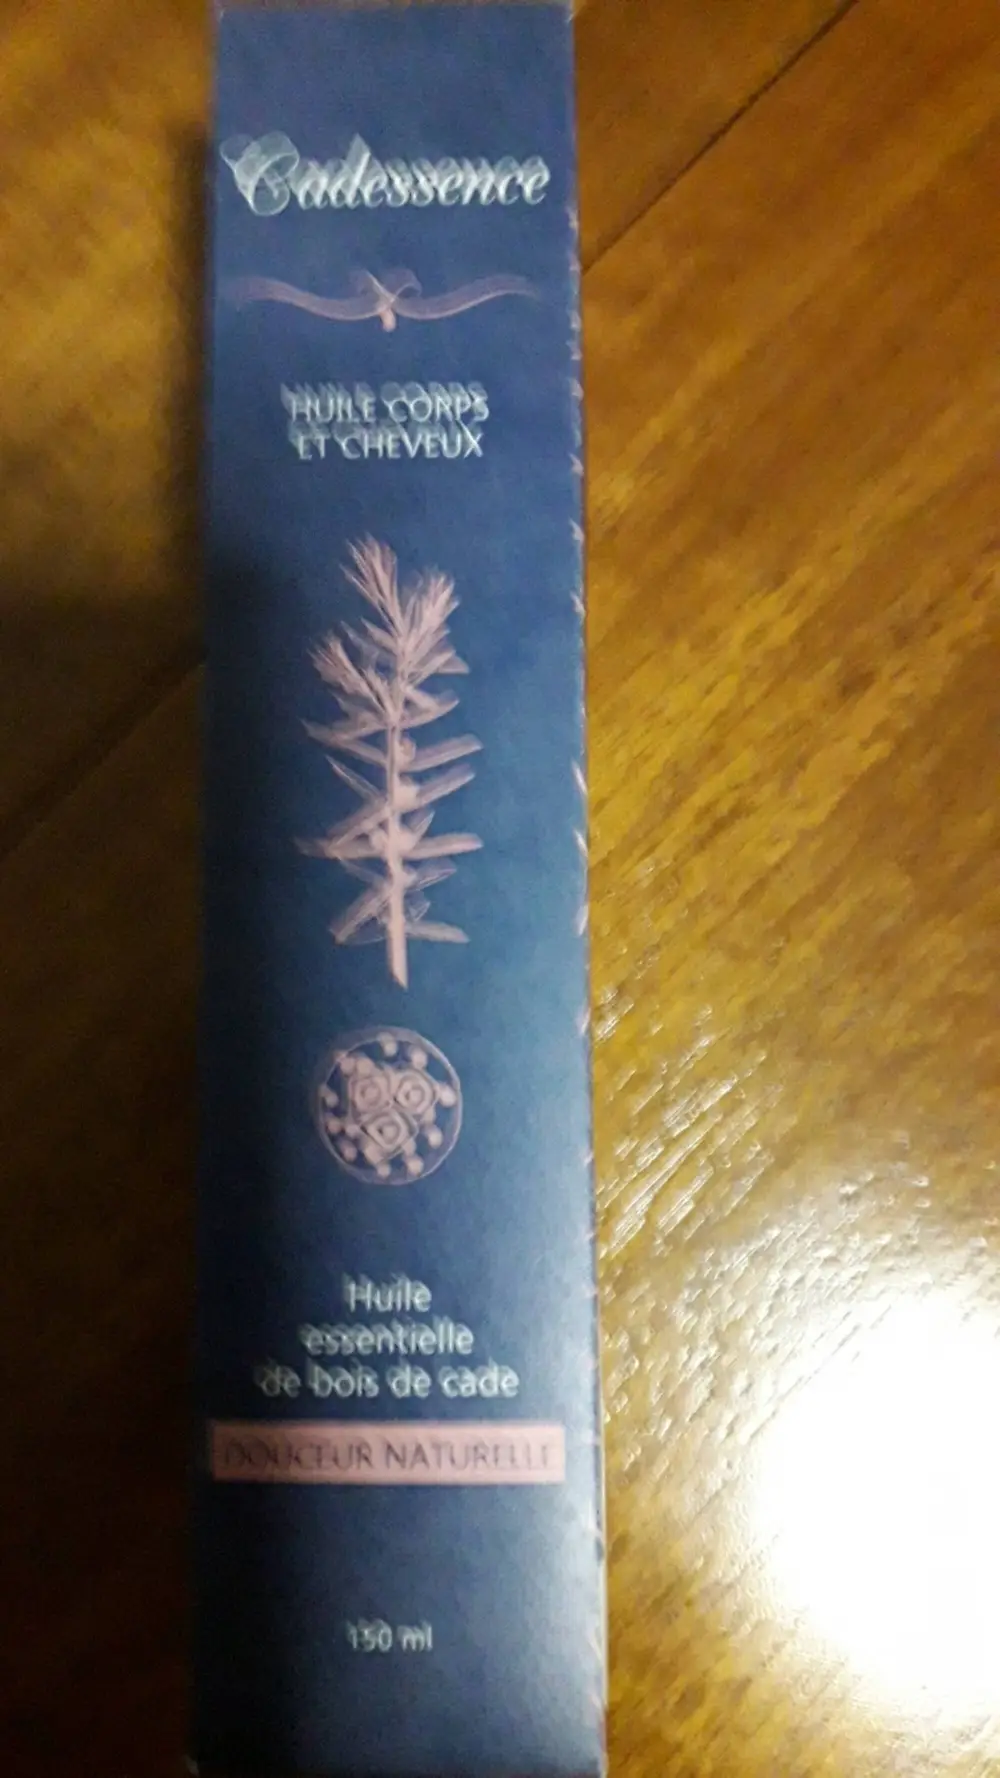 Cadessence
HUILE CORPS
ET CHEVEUX
Huile
essentielle
de bois de cade
DOUCEUR NATURELLE
150 ml